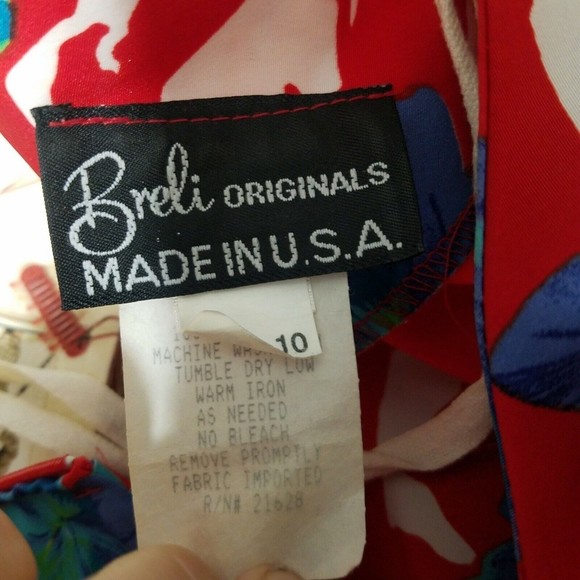 Breli ORIGINALS
MADE IN U.S.A.
10
MACHINE WASH
TUMBLE DRY LOW
WARM IRON
AS NEEDED
NO BLEACH
REMOVE PROMPTLY
FABRIC IMPORTED
R/N# 21628